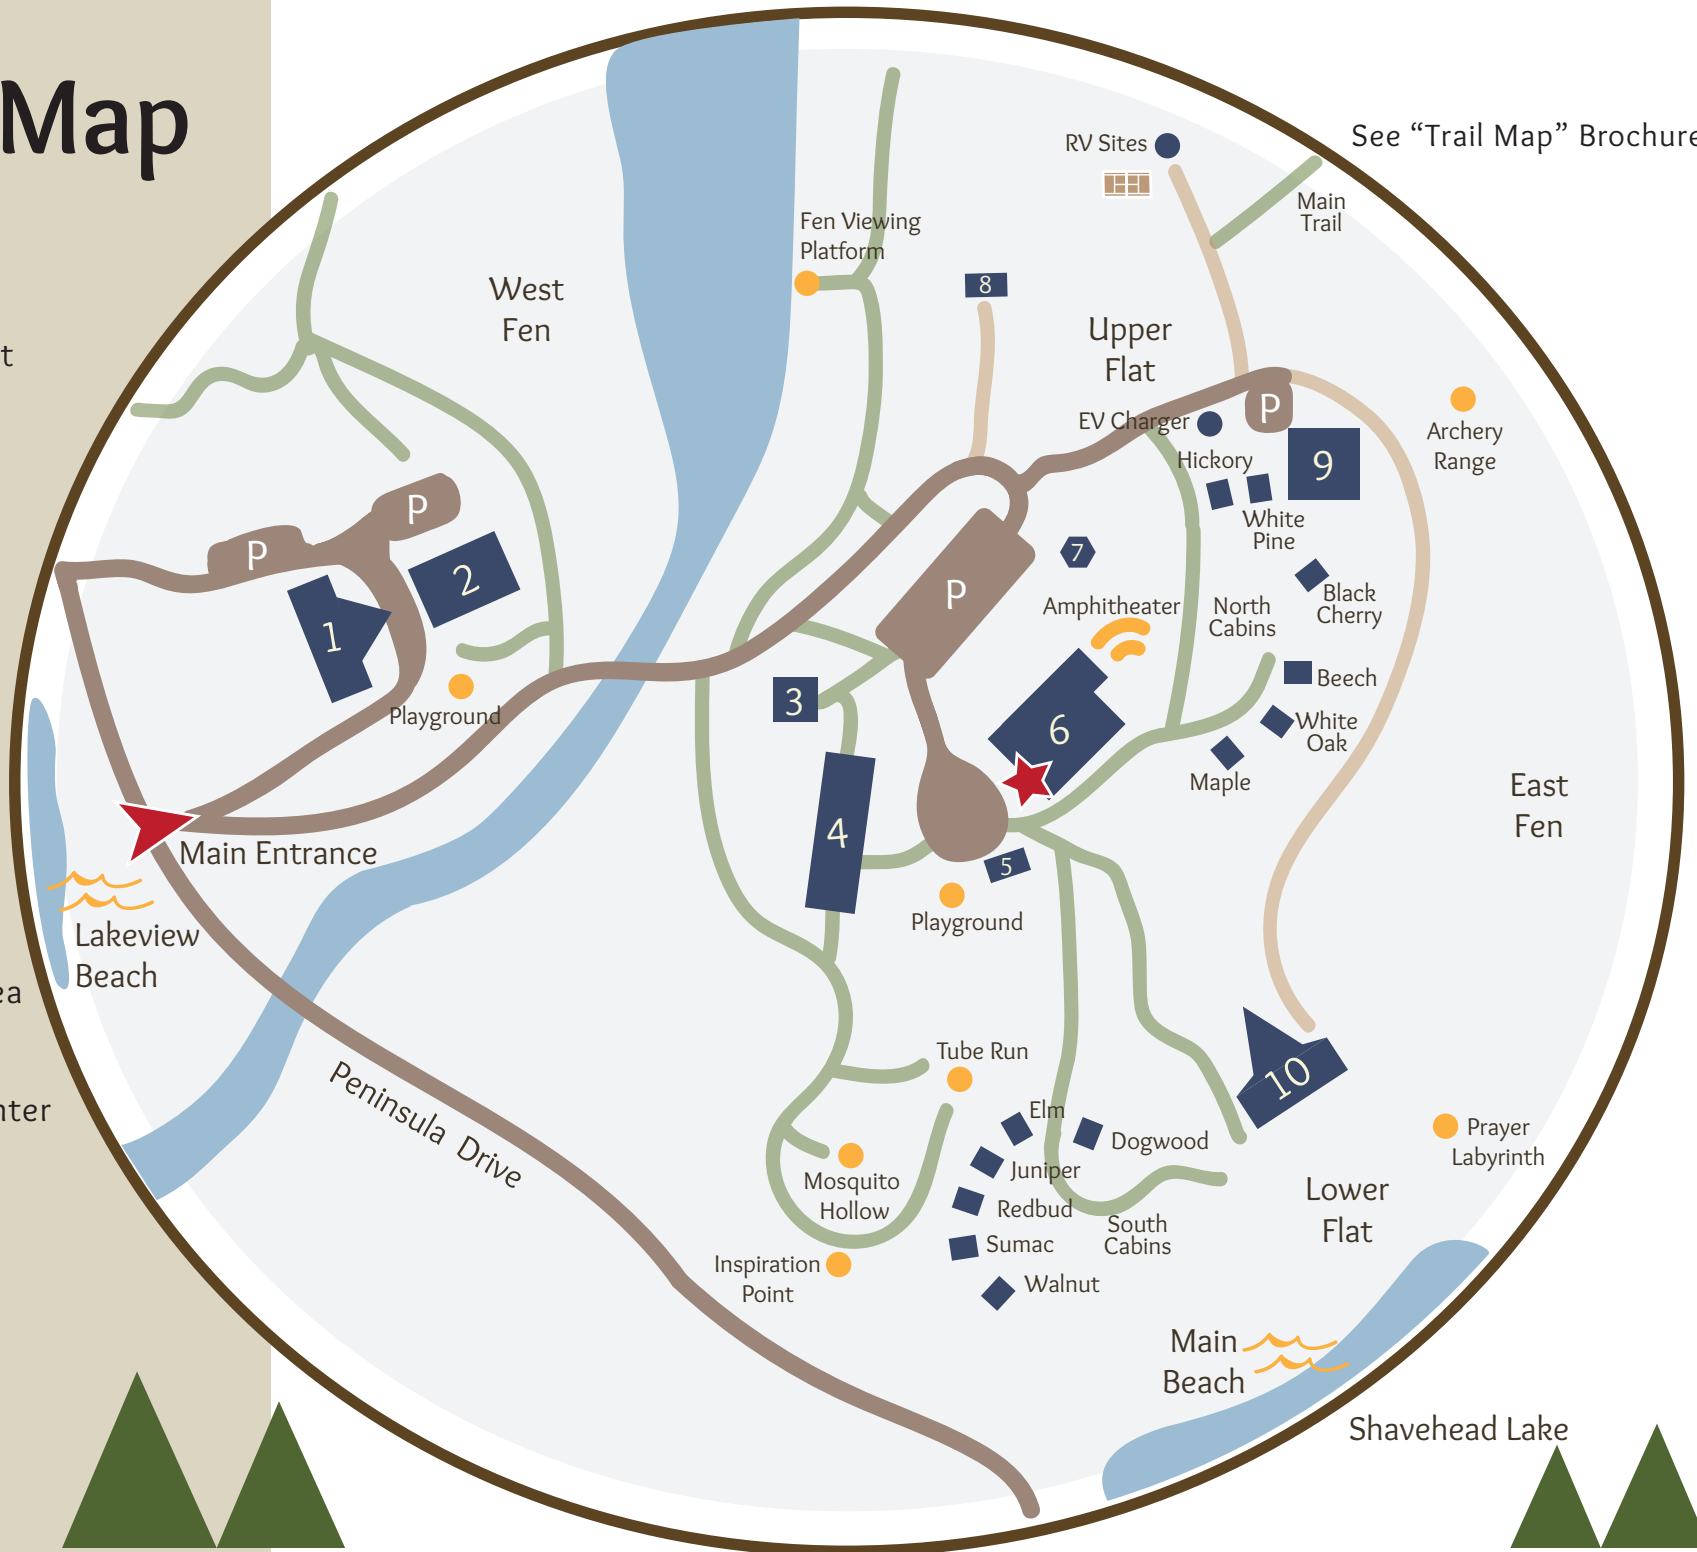 Map
See “Trail Map” Brochure
RV Sites
Main
Trail
Fen Viewing
Platform
West
Fen
8
Upper
Flat
t
P
EV Charger
Archery
Range
Hickory
9
P
White
Pine
P
7
2
P
Black
Cherry
Amphitheater
North
Cabins
1
Beech
3
Playground
6
White
Oak
Maple
East
Fen
4
Main Entrance
5
Playground
Lakeview
Beach
ea
Tube Run
10
Peninsula Drive
nter
Elm
Dogwood
Prayer
Labyrinth
Juniper
Mosquito
Hollow
Redbud
Lower
Flat
South
Cabins
Sumac
Inspiration
Point
Walnut
Main
Beach
Shavehead Lake